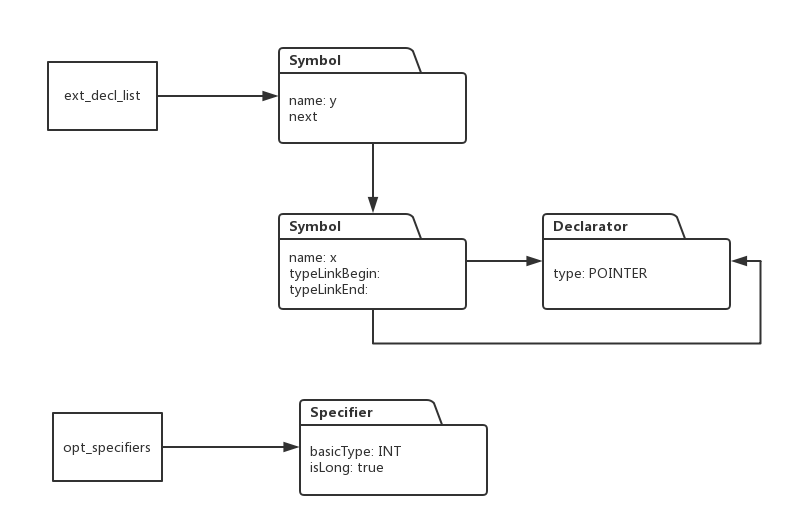 Symbol
ext_decl_list
name: y
next
Symbol
Declarator
name: x
typeLinkBegin:
typeLinkEnd:
type: POINTER
Specifier
opt_specifiers
basicType: INT
isLong: true